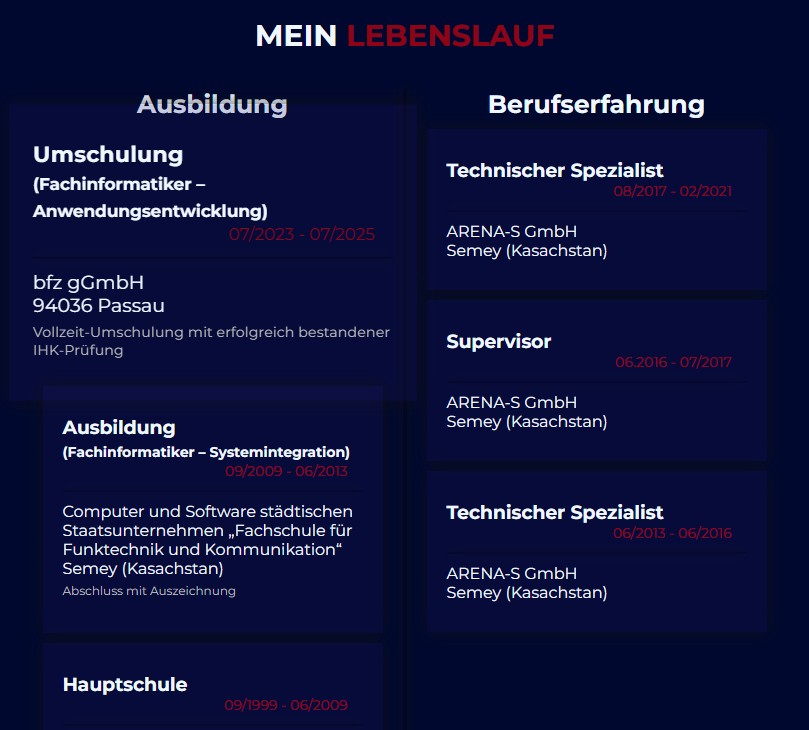 MEIN LEBENSLAUF
Ausbildung
Umschulung
(Fachinformatiker –
Anwendungsentwicklung)
07/2023 - 07/2025
bfz gGmbH
94036 Passau
Vollzeit-Umschulung mit erfolgreich bestandener
IHK-Prüfung
Ausbildung
(Fachinformatiker – Systemintegration)
09/2009 - 06/2013
Computer und Software städtischen
Staatsunternehmen „Fachschule für
Funktechnik und Kommunikation“
Semey (Kasachstan)
Abschluss mit Auszeichnung
Hauptschule
09/1999 - 06/2009
Berufserfahrung
Technischer Spezialist
08/2017 - 02/2021
ARENA-S GmbH
Semey (Kasachstan)
Supervisor
06.2016 - 07/2017
ARENA-S GmbH
Semey (Kasachstan)
Technischer Spezialist
06/2013 - 06/2016
ARENA-S GmbH
Semey (Kasachstan)